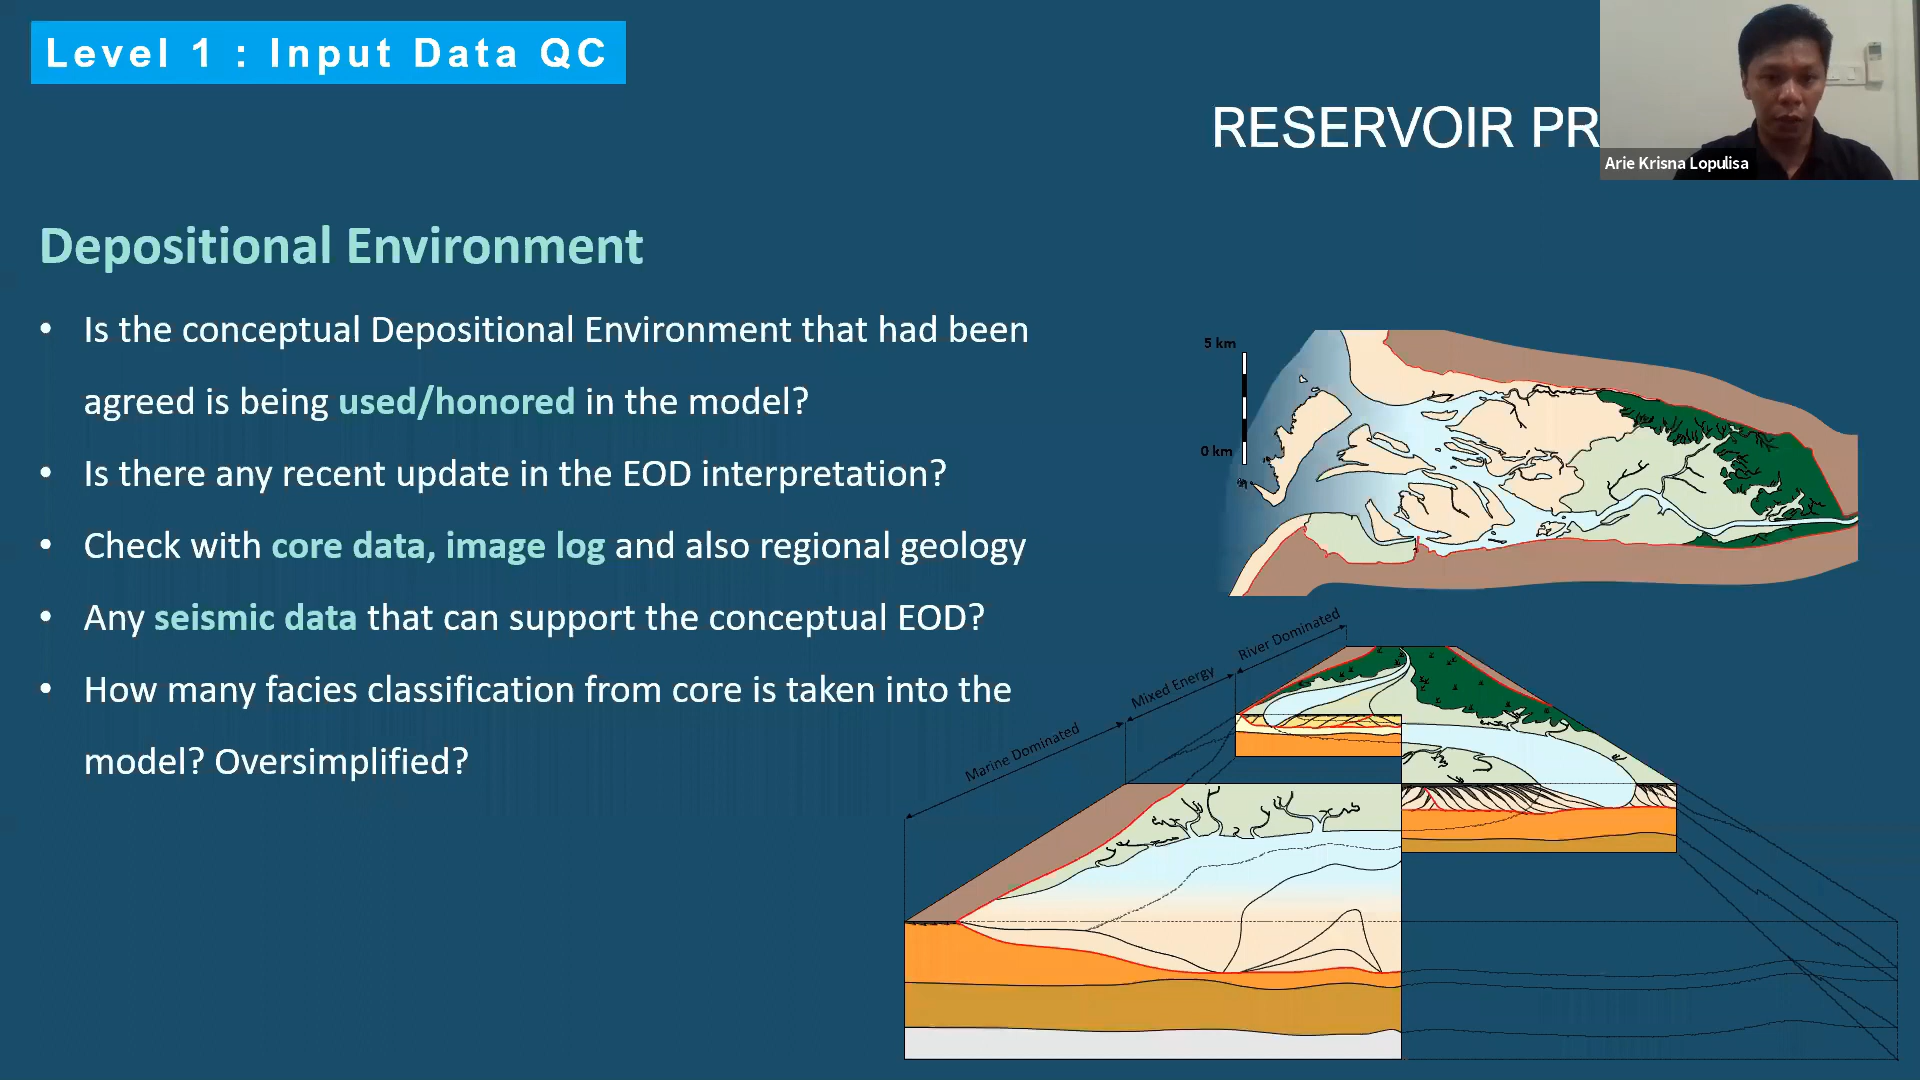 Level 1 : Input Data QC
RESERVOIR PR
Arie Krisna Lopulisa
Depositional Environment
• Is the conceptual Depositional Environment that had been
agreed is being used/honored in the model?
• Is there any recent update in the EOD interpretation?
• Check with core data, image log and also regional geology
• Any seismic data that can support the conceptual EOD?
• How many facies classification from core is taken into the
model? Oversimplified?
5 km
0 km
River Dominated
Mixed Energy
Marine Dominated